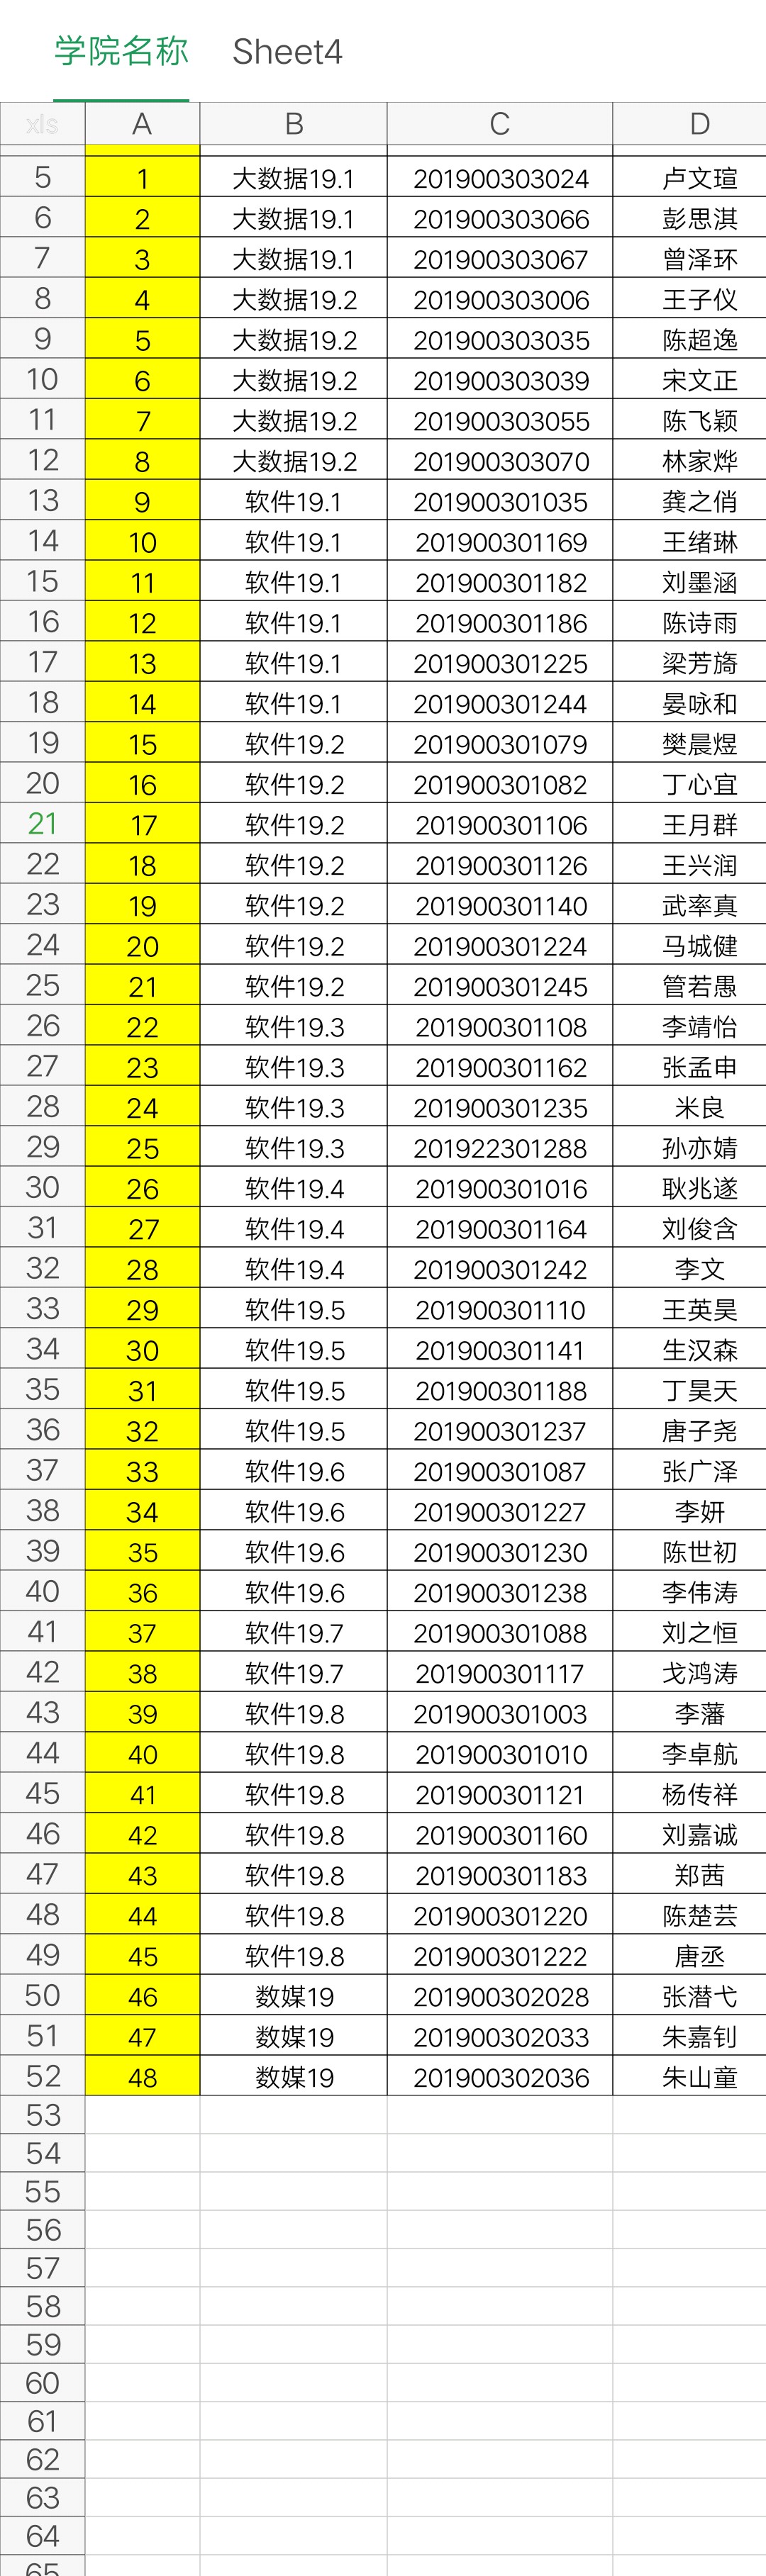 学院名称 Sheet4
xls A B C D
5 1 大数据19.1 201900303024 卢文瑄
6 2 大数据19.1 201900303066 彭思淇
7 3 大数据19.1 201900303067 曾泽环
8 4 大数据19.2 201900303006 王子仪
9 5 大数据19.2 201900303035 陈超逸
10 6 大数据19.2 201900303039 宋文正
11 7 大数据19.2 201900303055 陈飞颖
12 8 大数据19.2 201900303070 林家烨
13 9 软件19.1 201900301035 龚之俏
14 10 软件19.1 201900301169 王绪琳
15 11 软件19.1 201900301182 刘墨涵
16 12 软件19.1 201900301186 陈诗雨
17 13 软件19.1 201900301225 梁芳旖
18 14 软件19.1 201900301244 晏咏和
19 15 软件19.2 201900301079 樊晨煜
20 16 软件19.2 201900301082 丁心宜
21 17 软件19.2 201900301106 王月群
22 18 软件19.2 201900301126 王兴润
23 19 软件19.2 201900301140 武率真
24 20 软件19.2 201900301224 马城健
25 21 软件19.2 201900301245 管若愚
26 22 软件19.3 201900301108 李靖怡
27 23 软件19.3 201900301162 张孟申
28 24 软件19.3 201900301235 米良
29 25 软件19.3 201922301288 孙亦婧
30 26 软件19.4 201900301016 耿兆遂
31 27 软件19.4 201900301164 刘俊含
32 28 软件19.4 201900301242 李文
33 29 软件19.5 201900301110 王英昊
34 30 软件19.5 201900301141 生汉森
35 31 软件19.5 201900301188 丁昊天
36 32 软件19.5 201900301237 唐子尧
37 33 软件19.6 201900301087 张广泽
38 34 软件19.6 201900301227 李妍
39 35 软件19.6 201900301230 陈世初
40 36 软件19.6 201900301238 李伟涛
41 37 软件19.7 201900301088 刘之恒
42 38 软件19.7 201900301117 戈鸿涛
43 39 软件19.8 201900301003 李藩
44 40 软件19.8 201900301010 李卓航
45 41 软件19.8 201900301121 杨传祥
46 42 软件19.8 201900301160 刘嘉诚
47 43 软件19.8 201900301183 郑茜
48 44 软件19.8 201900301220 陈楚芸
49 45 软件19.8 201900301222 唐丞
50 46 数媒19 201900302028 张潜弋
51 47 数媒19 201900302033 朱嘉钊
52 48 数媒19 201900302036 朱山童
53
54
55
56
57
58
59
60
61
62
63
64
65